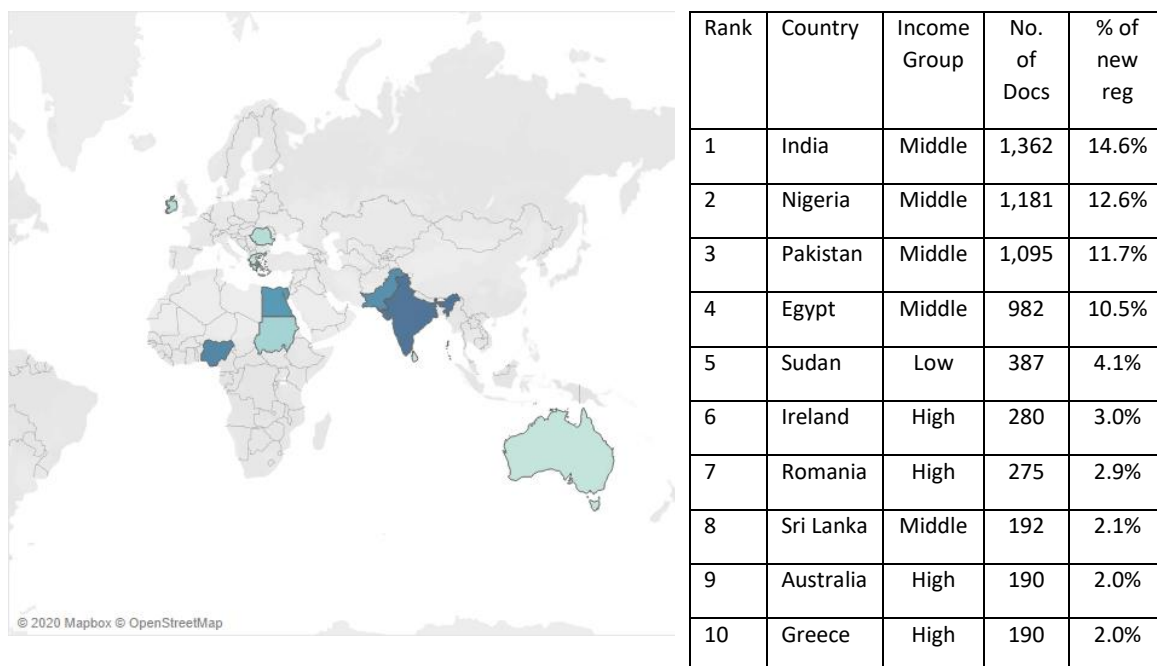 Rank Country Income Group No. of Docs % of new reg
1 India Middle 1,362 14.6%
2 Nigeria Middle 1,181 12.6%
3 Pakistan Middle 1,095 11.7%
4 Egypt Middle 982 10.5%
5 Sudan Low 387 4.1%
6 Ireland High 280 3.0%
7 Romania High 275 2.9%
8 Sri Lanka Middle 192 2.1%
9 Australia High 190 2.0%
10 Greece High 190 2.0%
© 2020 Mapbox © OpenStreetMap